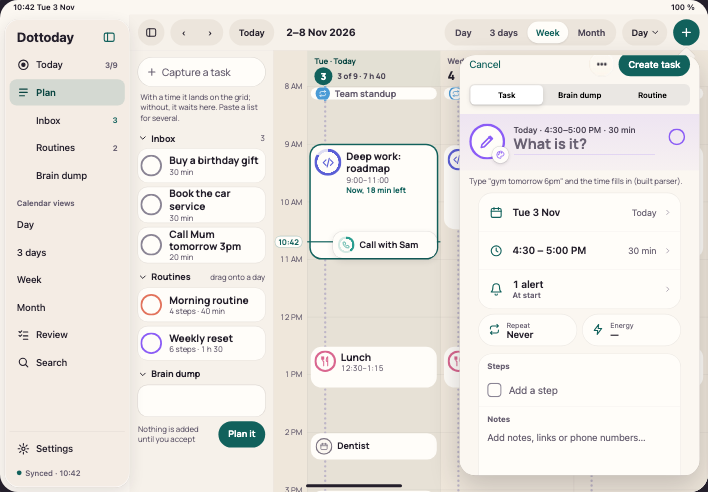 10:42 Tue 3 Nov
100 %
Dottoday
Today 3/9
Plan
Inbox 3
Routines 2
Brain dump
Calendar views
Day
3 days
Week
Month
Review
Search
Settings
Synced · 10:42
Today
2–8 Nov 2026
Day
3 days
Week
Month
Day
Capture a task
With a time it lands on the grid;
without, it waits here. Paste a list
for several.
Inbox 3
Buy a birthday gift
30 min
Book the car
service
30 min
Call Mum
tomorrow 3pm
20 min
Routines drag onto a day
Morning routine
4 steps · 40 min
Weekly reset
6 steps · 1 h 30
Brain dump
Nothing is added
until you accept
Plan it
Tue · Today
3 3 of 9 · 7 h 40
Wed
4
8 AM
Team standup
9 AM
Deep work:
roadmap
9:00–11:00
Now, 18 min left
10 AM
10:42
Call with Sam
11 AM
12 PM
Lunch
12:30–1:15
1 PM
2 PM
Dentist
3 PM
Cancel
Create task
Task
Brain dump
Routine
Today · 4:30–5:00 PM · 30 min
What is it?
Type "gym tomorrow 6pm" and the time fills in (built parser).
Tue 3 Nov Today
4:30 – 5:00 PM 30 min
1 alert
At start
Repeat
Never
Energy
—
Steps
Add a step
Notes
Add notes, links or phone numbers...